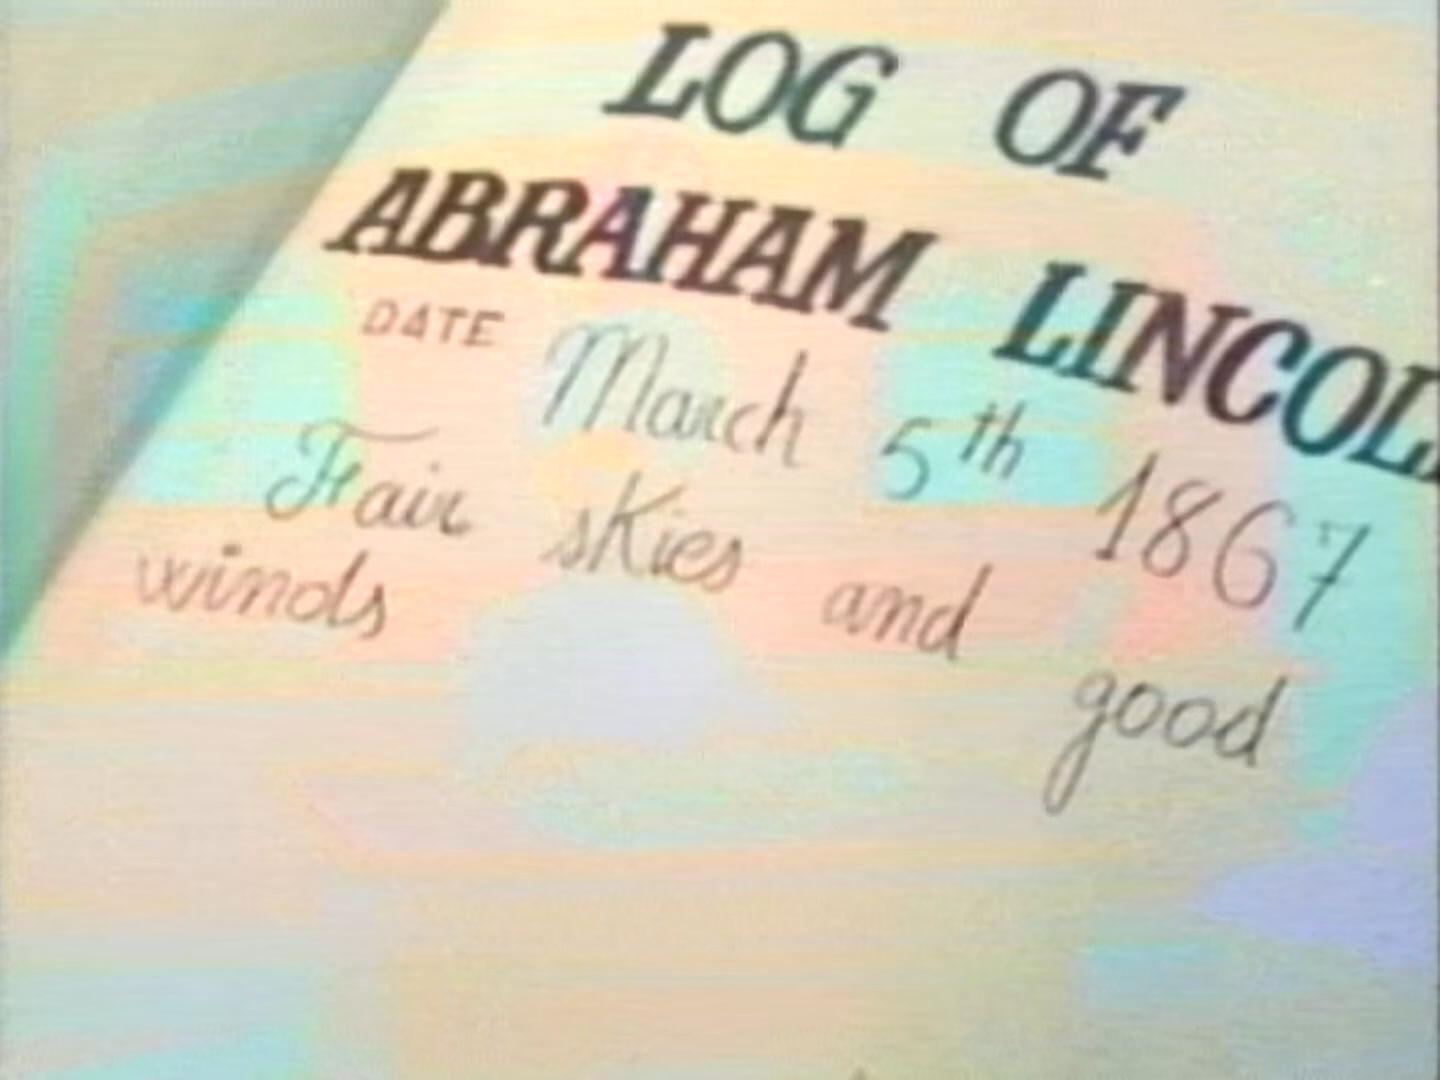 LOG OF
ABRAHAM LINCOL
DATE March 5th 1867
Fair skies and good
winds